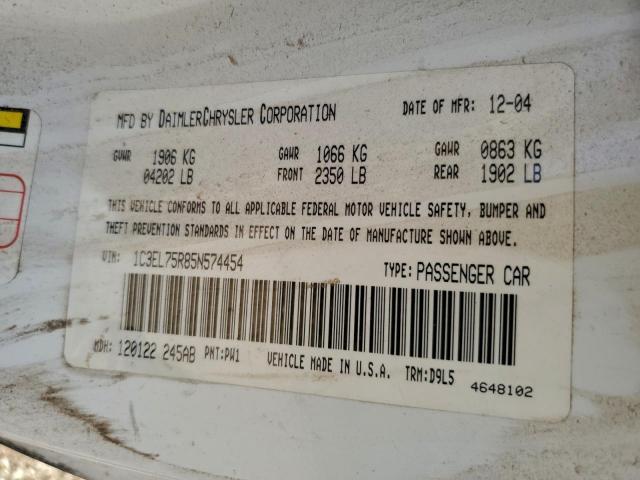 MFD BY DAIMLERCHRYSLER CORPORATION DATE OF MFR: 12-04
GVWR 1906 KG GAWR 1066 KG GAWR 0863 KG
04202 LB FRONT 2350 LB REAR 1902 LB
THIS VEHICLE CONFORMS TO ALL APPLICABLE FEDERAL MOTOR VEHICLE SAFETY, BUMPER AND
THEFT PREVENTION STANDARDS IN EFFECT ON THE DATE OF MANUFACTURE SHOWN ABOVE.
VIN: 1C3EL75R85N574454 TYPE: PASSENGER CAR
MDH: 120122 245AB PNT: PW1 VEHICLE MADE IN U.S.A. TRM: D9L5 4648102